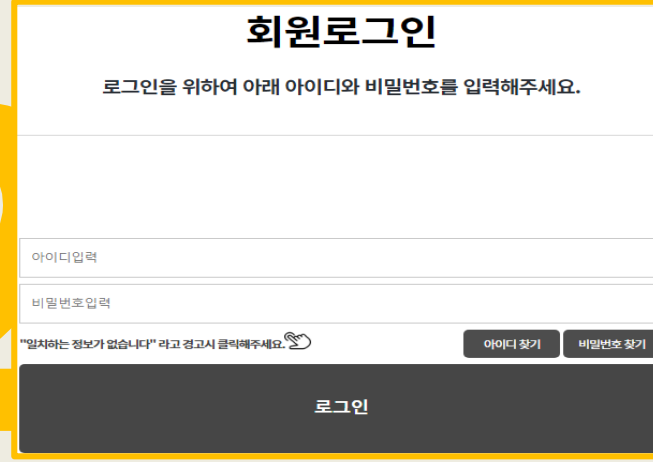 회원로그인
로그인을 위하여 아래 아이디와 비밀번호를 입력해주세요.
아이디입력
비밀번호입력
"일치하는 정보가 없습니다" 라고 경고시 클릭해주세요.
아이디 찾기
비밀번호 찾기
로그인